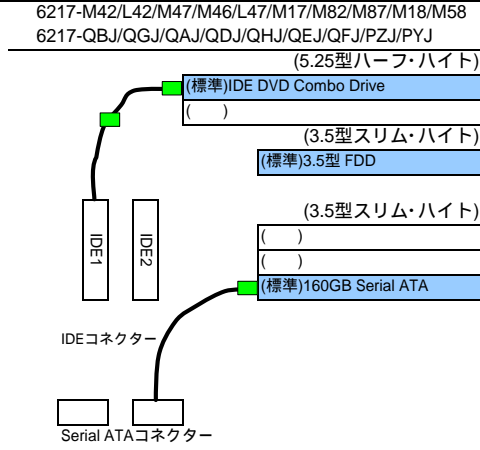 6217-M42/L42/M47/M46/L47/M17/M82/M87/M18/M58
6217-QBJ/QGJ/QAJ/QDJ/QHJ/QEJ/QFJ/PZJ/PYJ
(5.25型ハーフ・ハイト)
(標準)IDE DVD Combo Drive
(　)
(3.5型スリム・ハイト)
(標準)3.5型 FDD
(3.5型スリム・ハイト)
(　)
(　)
(標準)160GB Serial ATA
IDE1
IDE2
IDEコネクター
Serial ATAコネクター